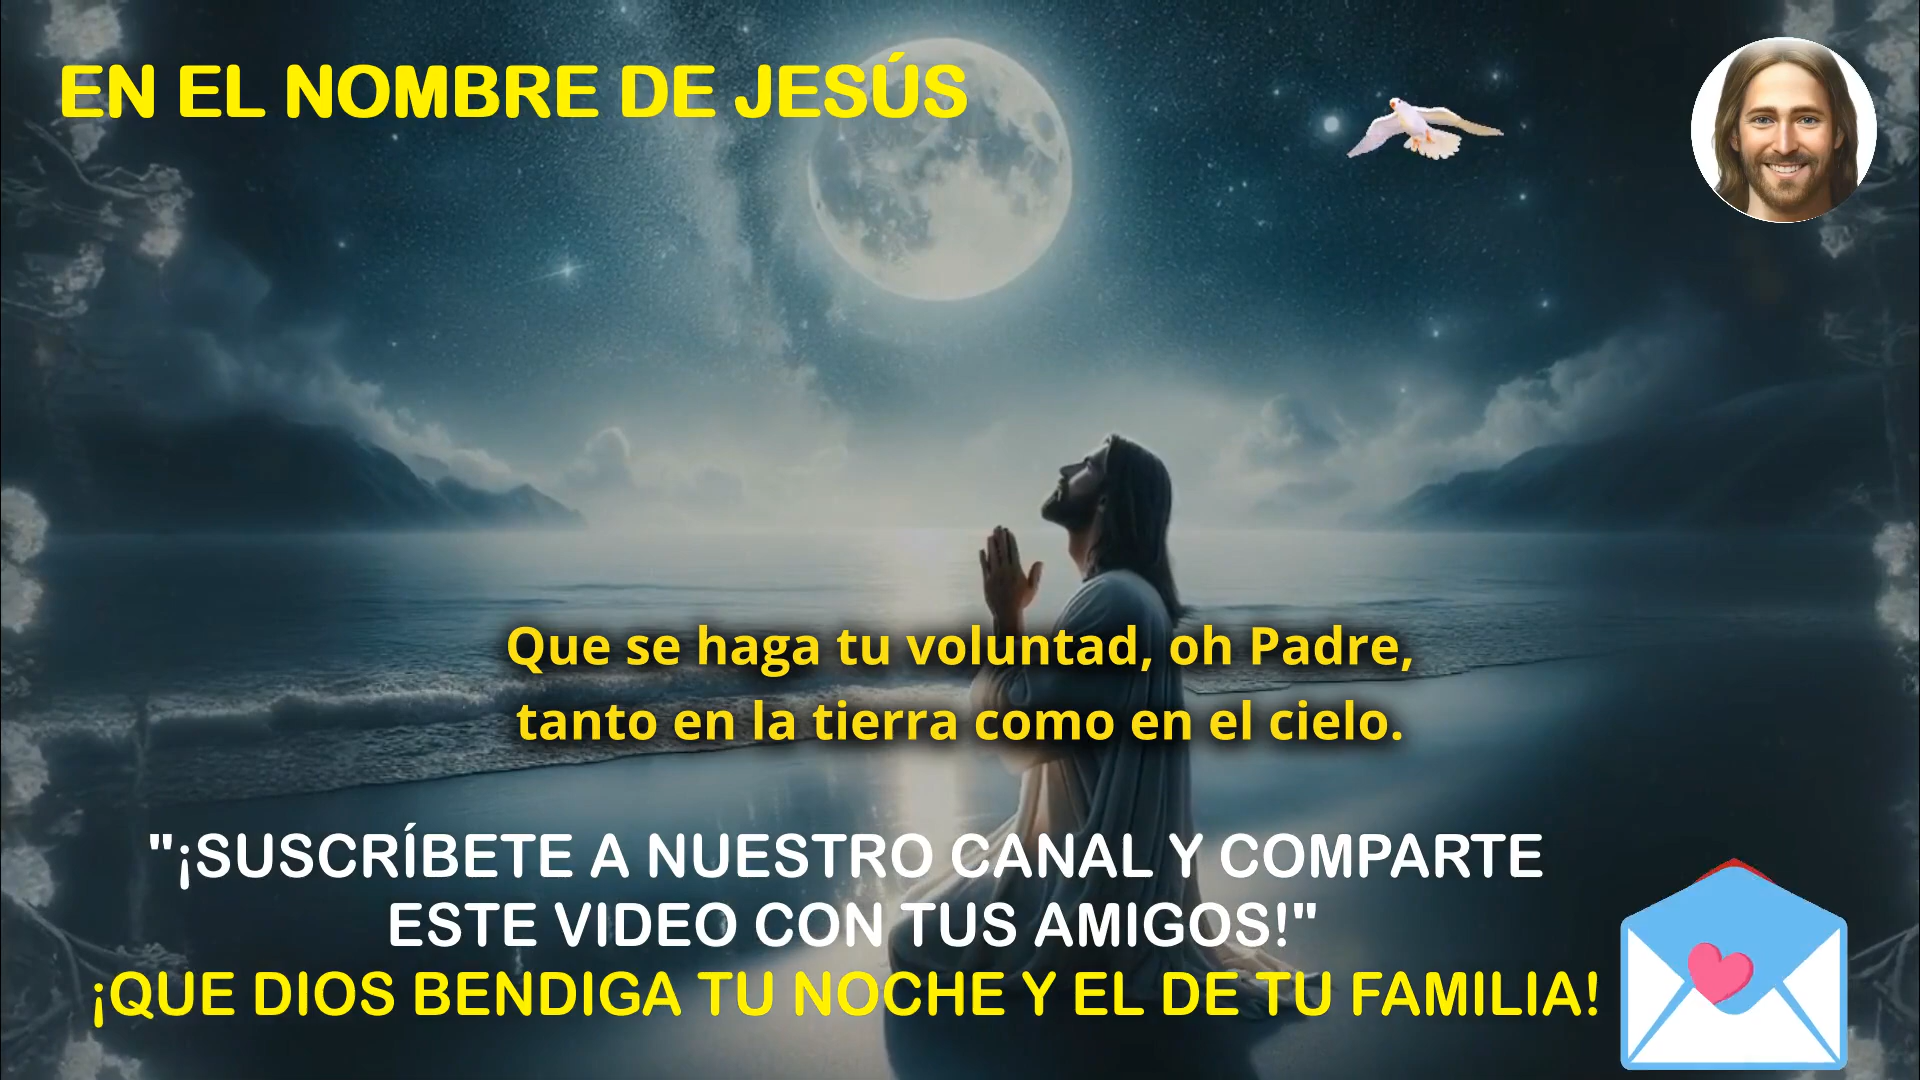 EN EL NOMBRE DE JESÚS
Que se haga tu voluntad, oh Padre,
tanto en la tierra como en el cielo.
"¡SUSCRÍBETE A NUESTRO CANAL Y COMPARTE
ESTE VIDEO CON TUS AMIGOS!"
¡QUE DIOS BENDIGA TU NOCHE Y EL DE TU FAMILIA!